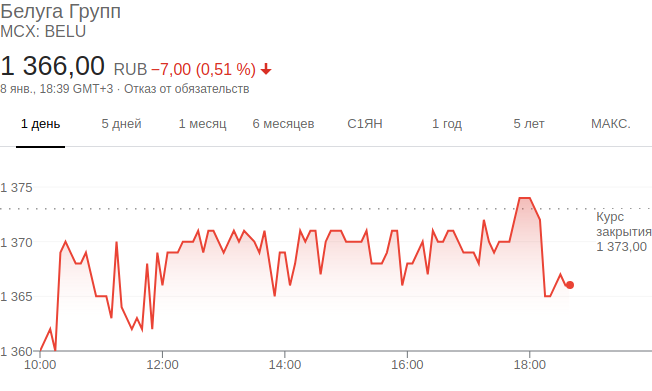 Белуга Групп
MCX: BELU
1 366,00 RUB −7,00 (0,51 %)
8 янв., 18:39 GMT+3 · Отказ от обязательств
1 день 5 дней 1 месяц 6 месяцев С1ЯН 1 год 5 лет МАКС.
1 375
Курс
закрытия
1 373,00
1 370
1 365
1 360
10:00 12:00 14:00 16:00 18:00